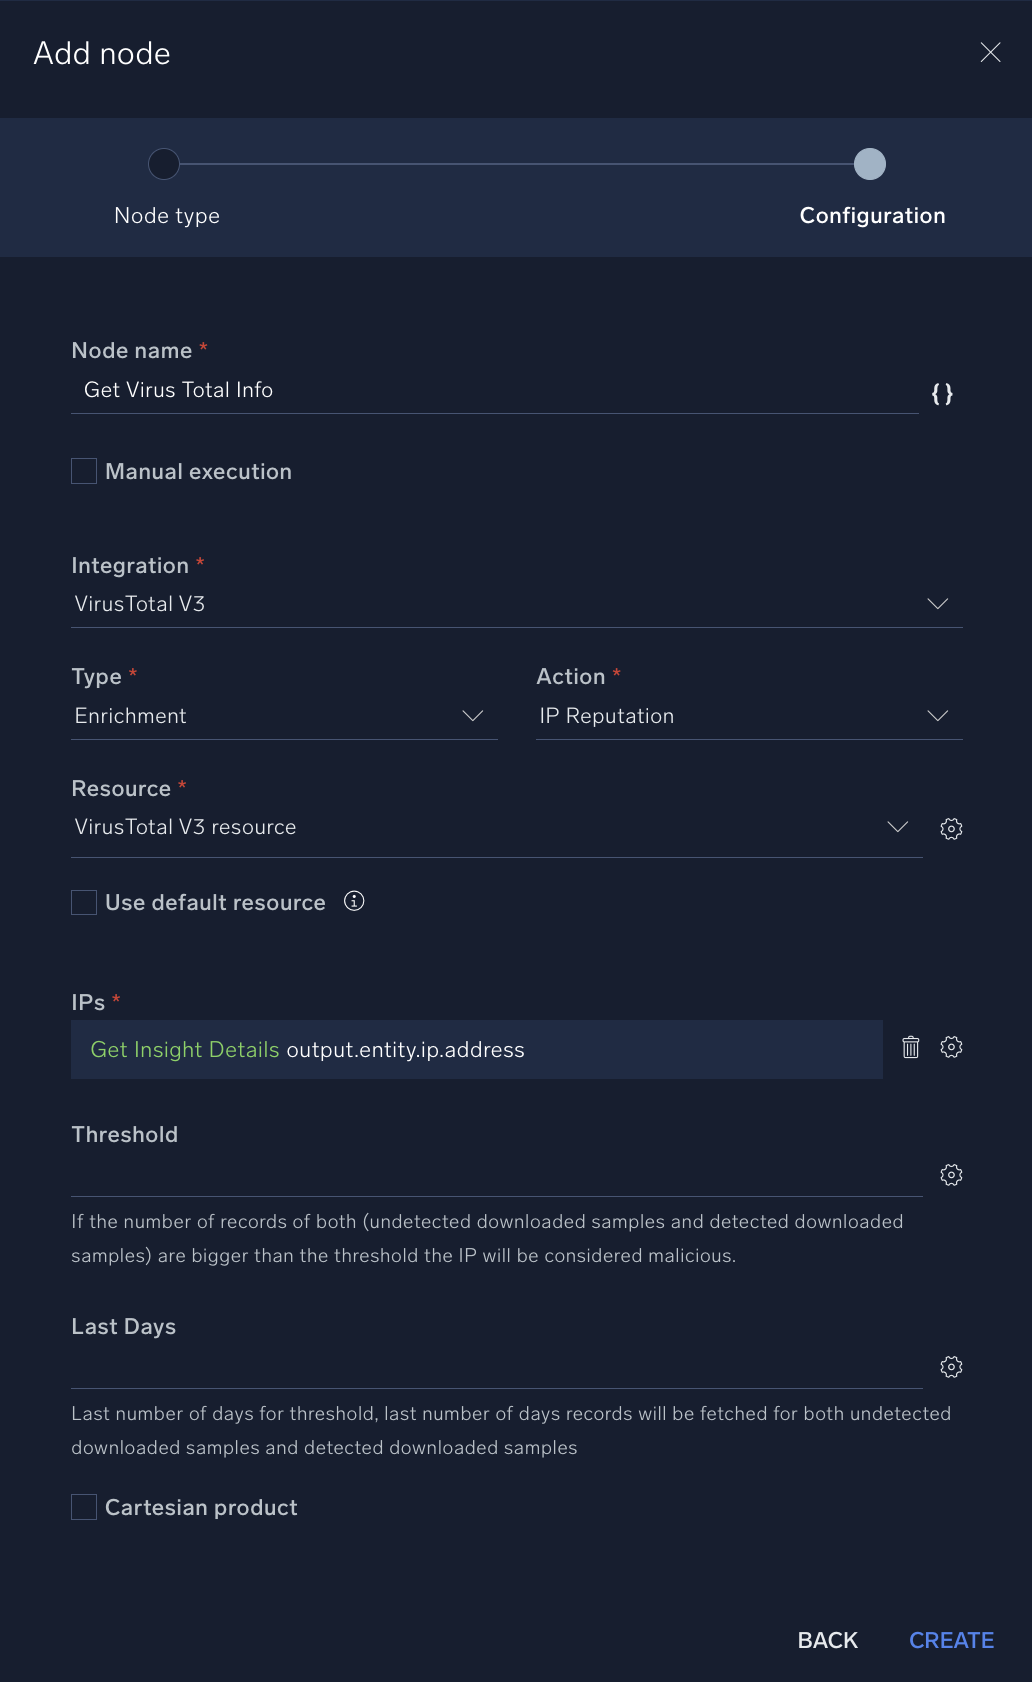 Add node
Node type
Configuration
Node name *
Get Virus Total Info
{ }
Manual execution
Integration *
VirusTotal V3
Type *
Action *
Enrichment
IP Reputation
Resource *
VirusTotal V3 resource
Use default resource
IPs *
Get Insight Details output.entity.ip.address
Threshold
If the number of records of both (undetected downloaded samples and detected downloaded
samples) are bigger than the threshold the IP will be considered malicious.
Last Days
Last number of days for threshold, last number of days records will be fetched for both undetected
downloaded samples and detected downloaded samples
Cartesian product
BACK
CREATE